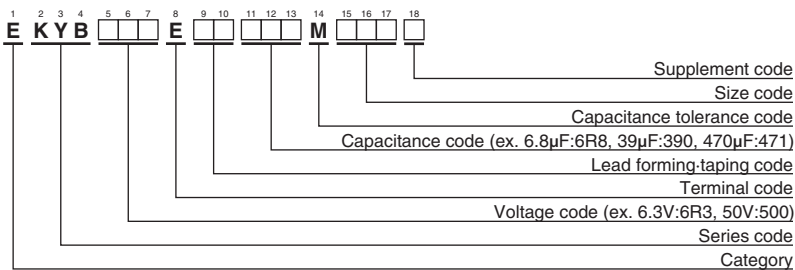 1 2 3 4 5 6 7 8 9 10 11 12 13 14 15 16 17 18
E KYB □□□ E □□ □□□ M □□□ □
Supplement code
Size code
Capacitance tolerance code
Capacitance code (ex. 6.8μF:6R8, 39μF:390, 470μF:471)
Lead forming·taping code
Terminal code
Voltage code (ex. 6.3V:6R3, 50V:500)
Series code
Category